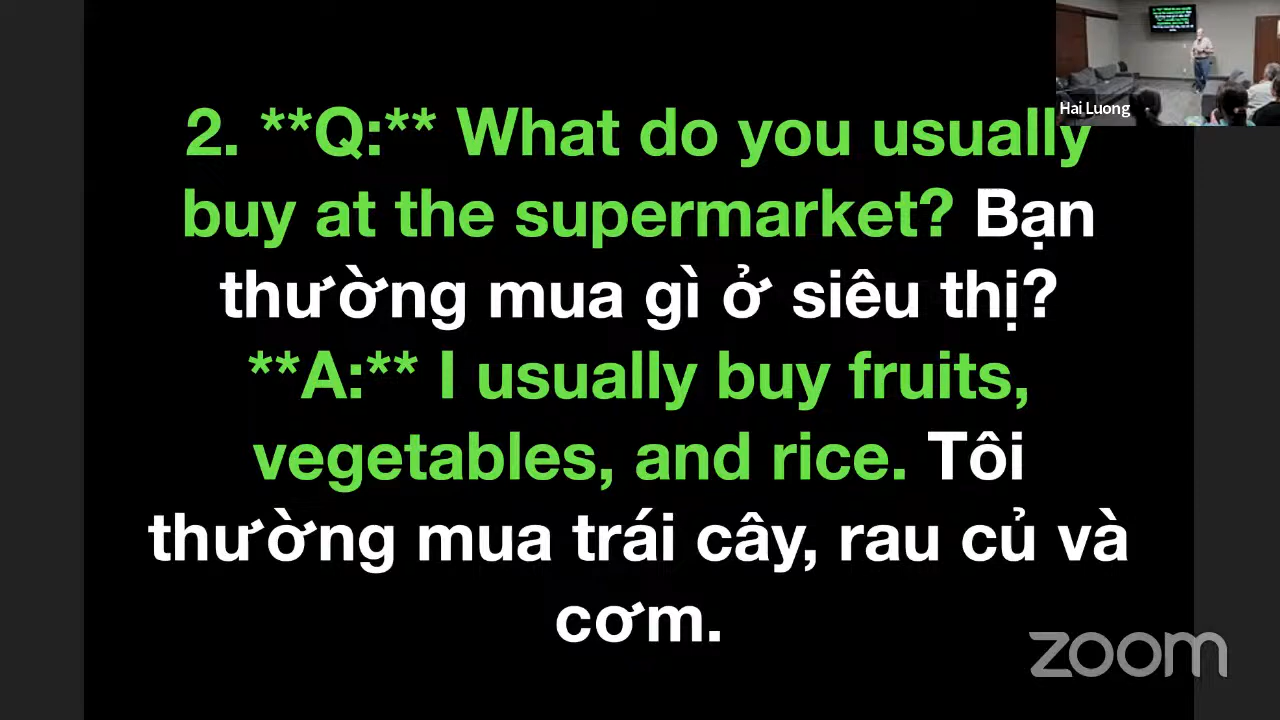 2. **Q:** What do you usually
buy at the supermarket? Bạn
thường mua gì ở siêu thị?
**A:** I usually buy fruits,
vegetables, and rice. Tôi
thường mua trái cây, rau củ và
cơm.
Hai Luong
zoom